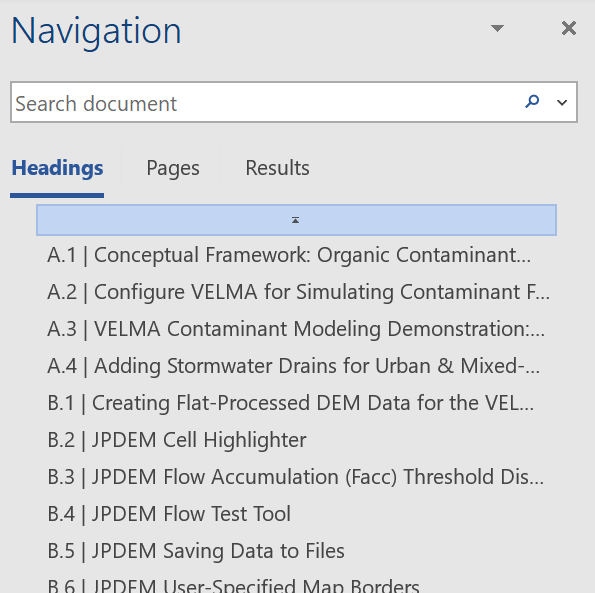 Navigation
Search document
Headings Pages Results
A.1 | Conceptual Framework: Organic Contaminant...
A.2 | Configure VELMA for Simulating Contaminant F...
A.3 | VELMA Contaminant Modeling Demonstration:...
A.4 | Adding Stormwater Drains for Urban & Mixed-...
B.1 | Creating Flat-Processed DEM Data for the VEL...
B.2 | JPDEM Cell Highlighter
B.3 | JPDEM Flow Accumulation (Facc) Threshold Dis...
B.4 | JPDEM Flow Test Tool
B.5 | JPDEM Saving Data to Files
B.6 | JPDEM User-Specified Map Borders